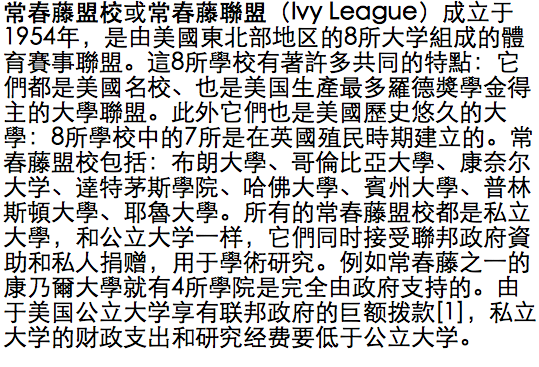 常春藤盟校或常春藤聯盟（Ivy League）成立于
1954年，是由美國東北部地区的8所大学組成的體
育賽事聯盟。這8所學校有著許多共同的特點：它
們都是美國名校、也是美国生產最多羅德獎學金得
主的大學聯盟。此外它們也是美國歷史悠久的大
學：8所學校中的7所是在英國殖民時期建立的。常
春藤盟校包括：布朗大學、哥倫比亞大學、康奈尔
大学、達特茅斯學院、哈佛大學、賓州大學、普林
斯頓大學、耶魯大學。所有的常春藤盟校都是私立
大學，和公立大学一样，它們同时接受聯邦政府資
助和私人捐赠，用于學術研究。例如常春藤之一的
康乃爾大學就有4所學院是完全由政府支持的。由
于美国公立大学享有联邦政府的巨额拨款[1]，私立
大学的财政支出和研究经费要低于公立大学。